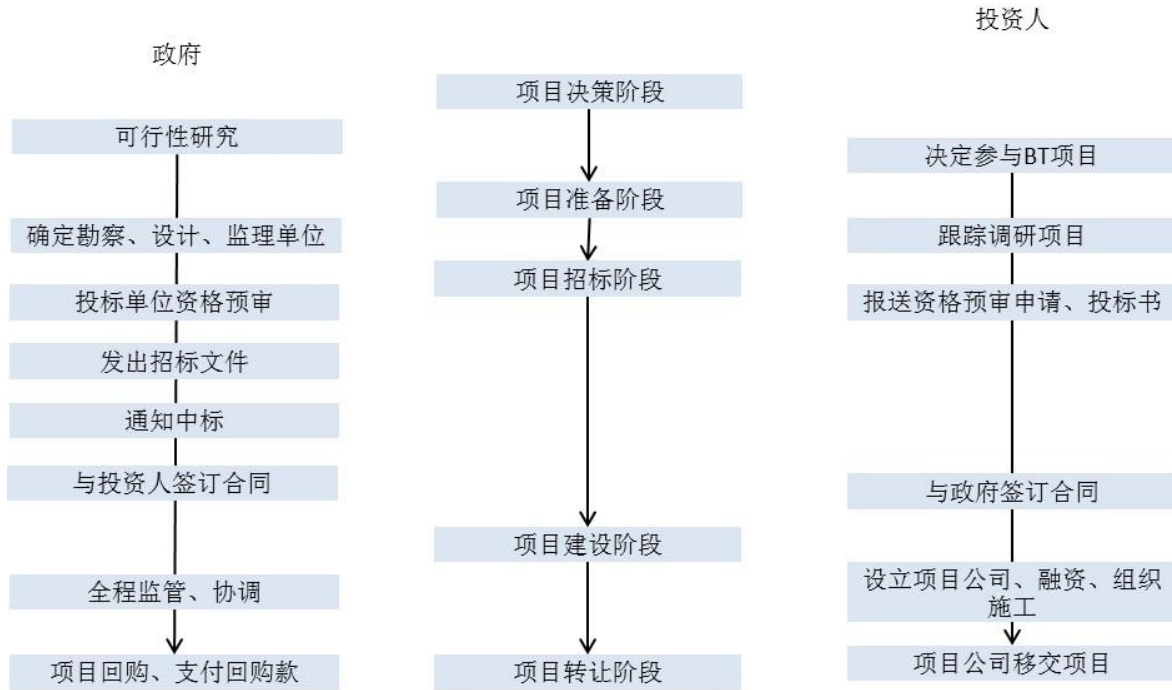 政府
可行性研究
确定勘察、设计、监理单位
投标单位资格预审
发出招标文件
通知中标
与投资人签订合同
全程监管、协调
项目回购、支付回购款
项目决策阶段
项目准备阶段
项目招标阶段
项目建设阶段
项目转让阶段
投资人
决定参与BT项目
跟踪调研项目
报送资格预审申请、投标书
与政府签订合同
设立项目公司、融资、组织
施工
项目公司移交项目